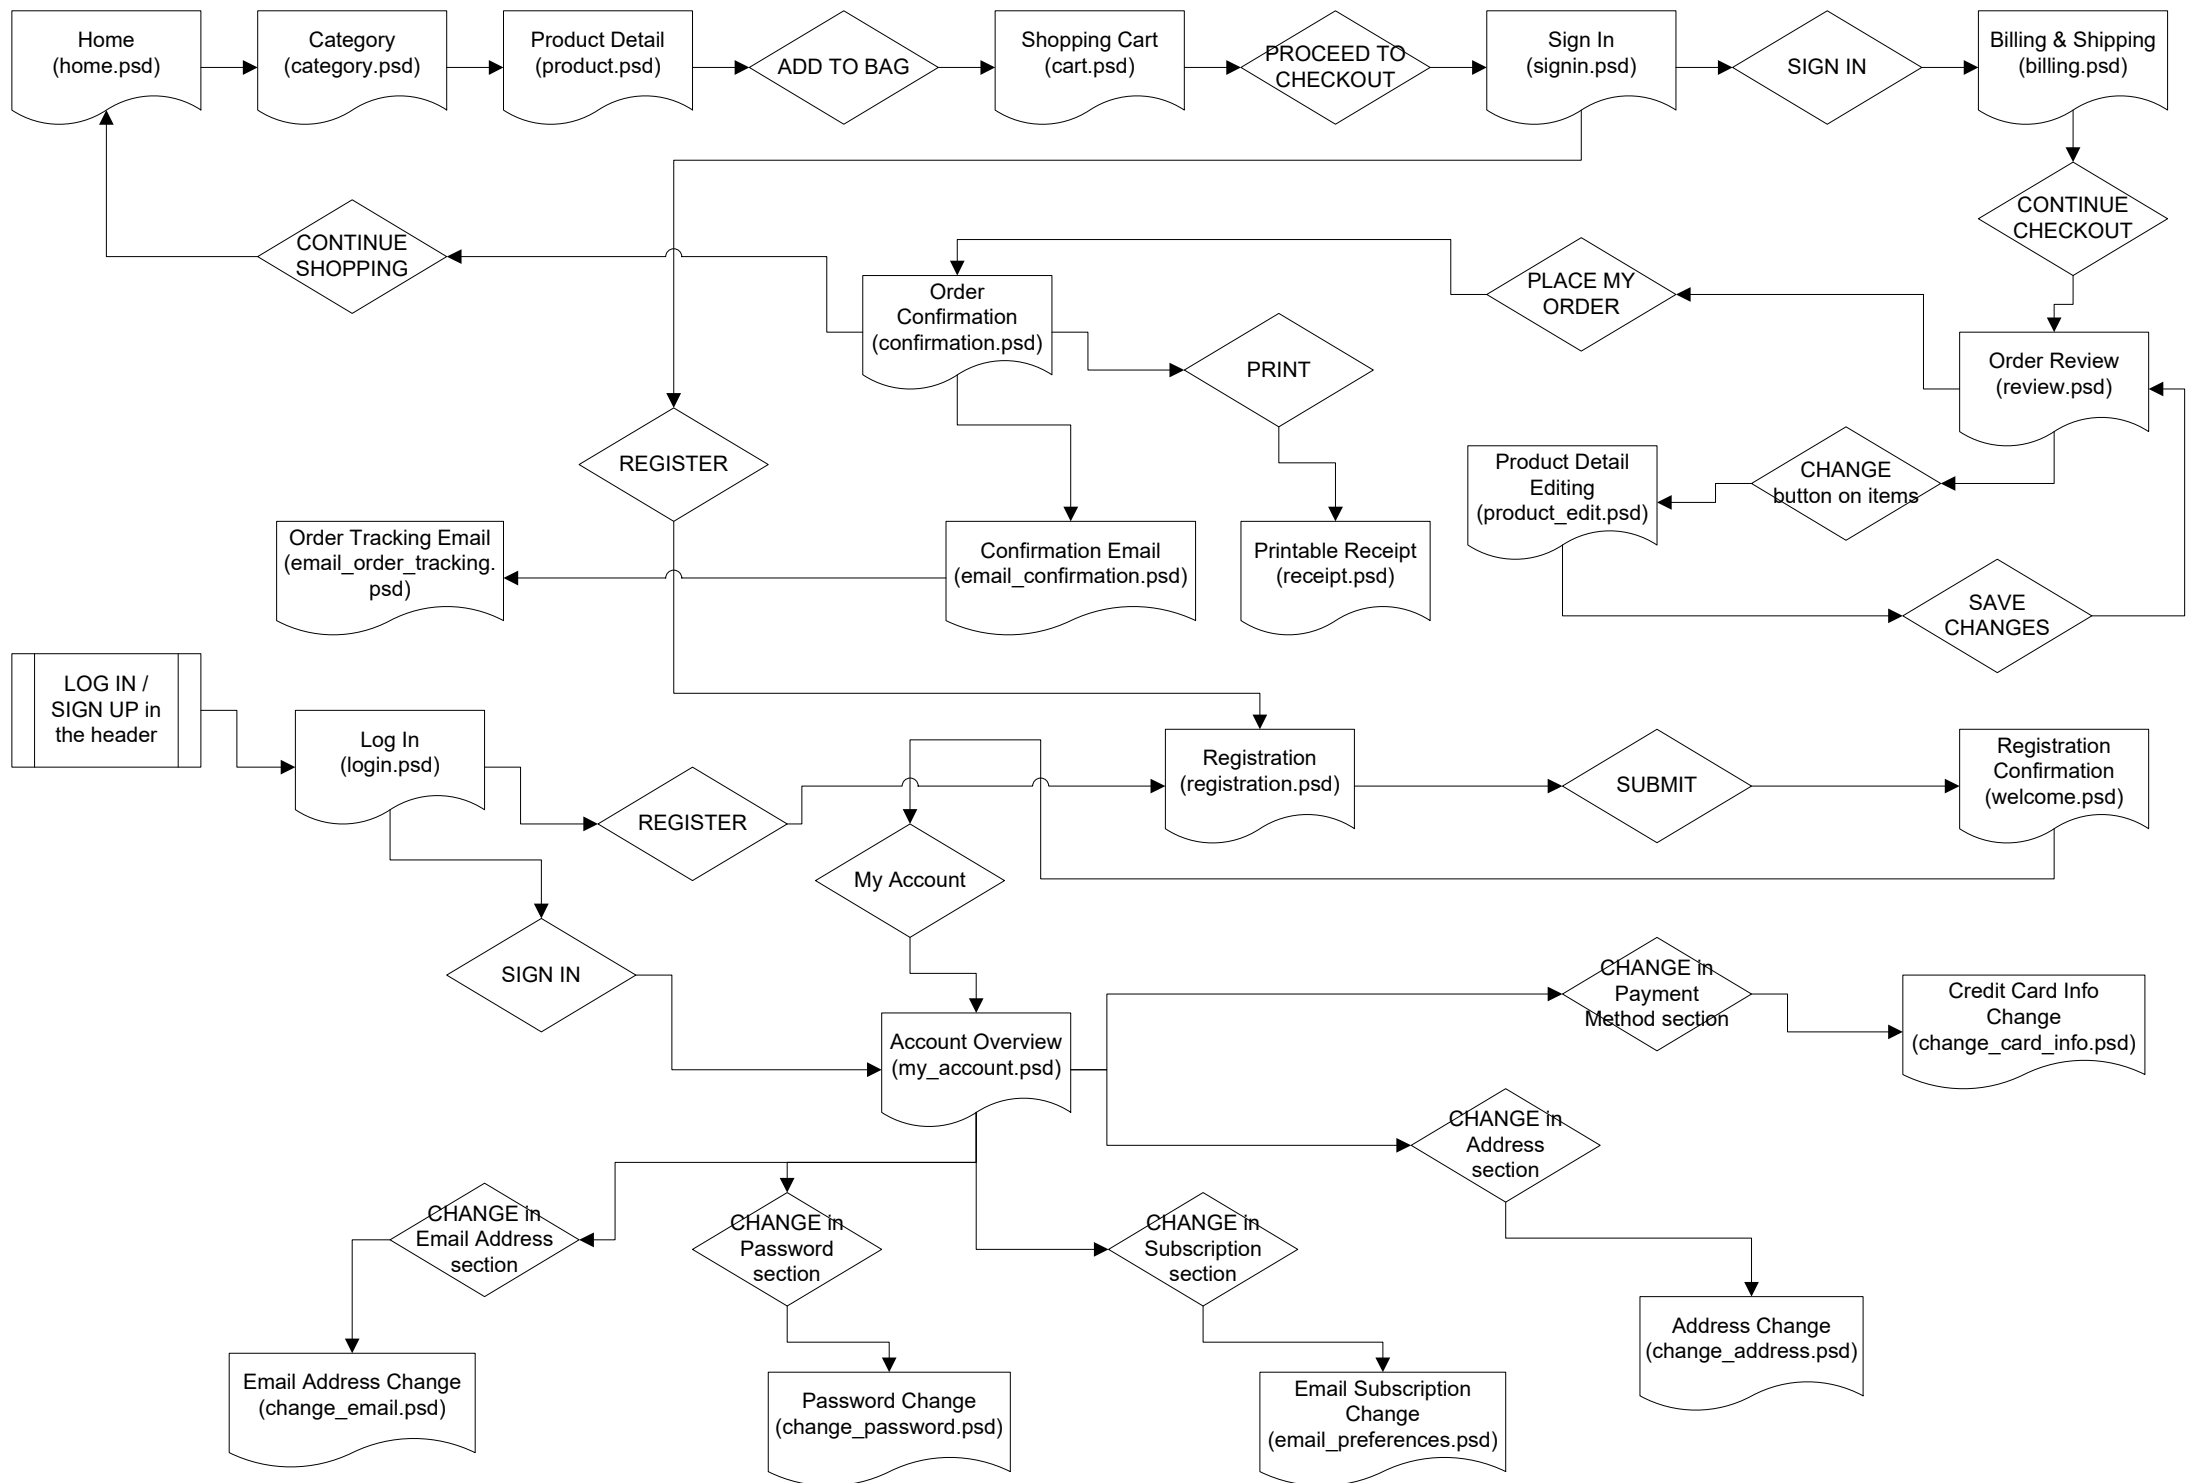 Home
(home.psd)
Category
(category.psd)
Product Detail
(product.psd)
ADD TO BAG
Shopping Cart
(cart.psd)
PROCEED TO
CHECKOUT
Sign In
(signin.psd)
SIGN IN
Billing & Shipping
(billing.psd)
CONTINUE
CHECKOUT
CONTINUE
SHOPPING
Order
Confirmation
(confirmation.psd)
PLACE MY
ORDER
PRINT
Order Review
(review.psd)
REGISTER
Product Detail
Editing
(product_edit.psd)
CHANGE
button on items
Order Tracking Email
(email_order_tracking.
psd)
Confirmation Email
(email_confirmation.psd)
Printable Receipt
(receipt.psd)
SAVE
CHANGES
LOG IN /
SIGN UP in
the header
Log In
(login.psd)
REGISTER
Registration
(registration.psd)
SUBMIT
Registration
Confirmation
(welcome.psd)
My Account
SIGN IN
Account Overview
(my_account.psd)
CHANGE in
Payment
Method section
Credit Card Info
Change
(change_card_info.psd)
CHANGE in
Address
section
CHANGE in
Email Address
section
CHANGE in
Password
section
CHANGE in
Subscription
section
Address Change
(change_address.psd)
Email Address Change
(change_email.psd)
Password Change
(change_password.psd)
Email Subscription
Change
(email_preferences.psd)